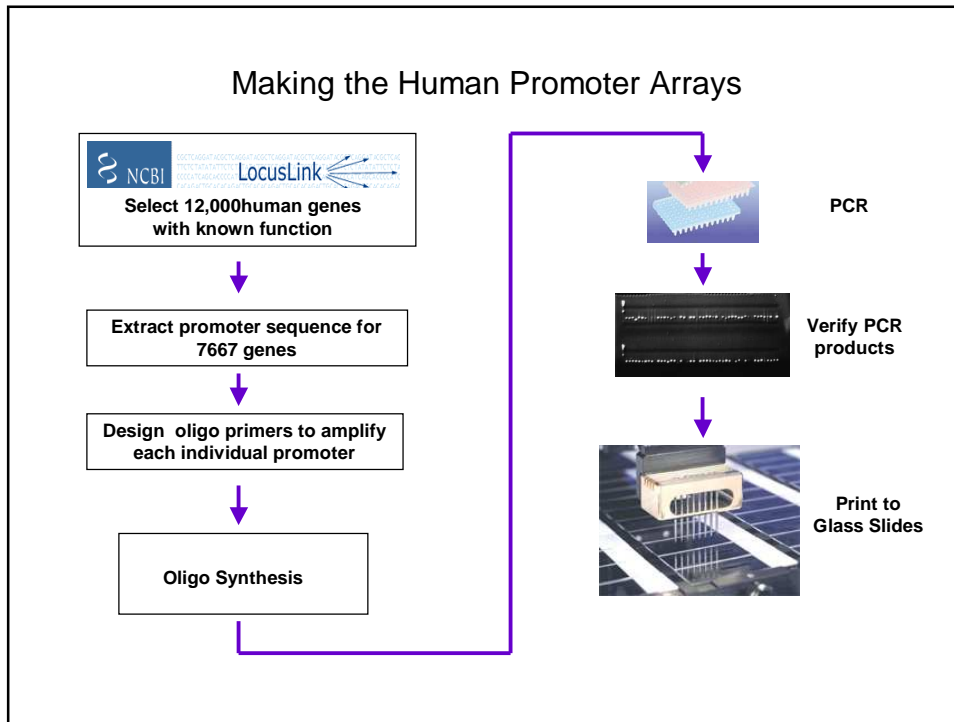 Making the Human Promoter Arrays
NCBI
LocusLink
Select 12,000human genes
with known function
Extract promoter sequence for
7667 genes
Design oligo primers to amplify
each individual promoter
Oligo Synthesis
PCR
Verify PCR
products
Print to
Glass Slides